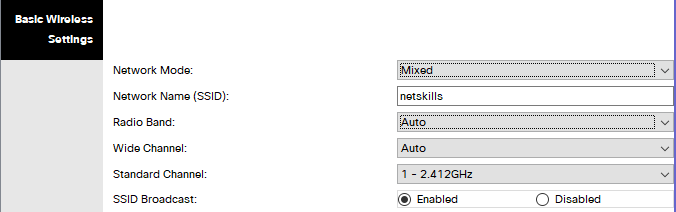 Basic Wireless
Settings
Network Mode: Mixed
Network Name (SSID): netskills
Radio Band: Auto
Wide Channel: Auto
Standard Channel: 1 - 2.412GHz
SSID Broadcast: Enabled Disabled